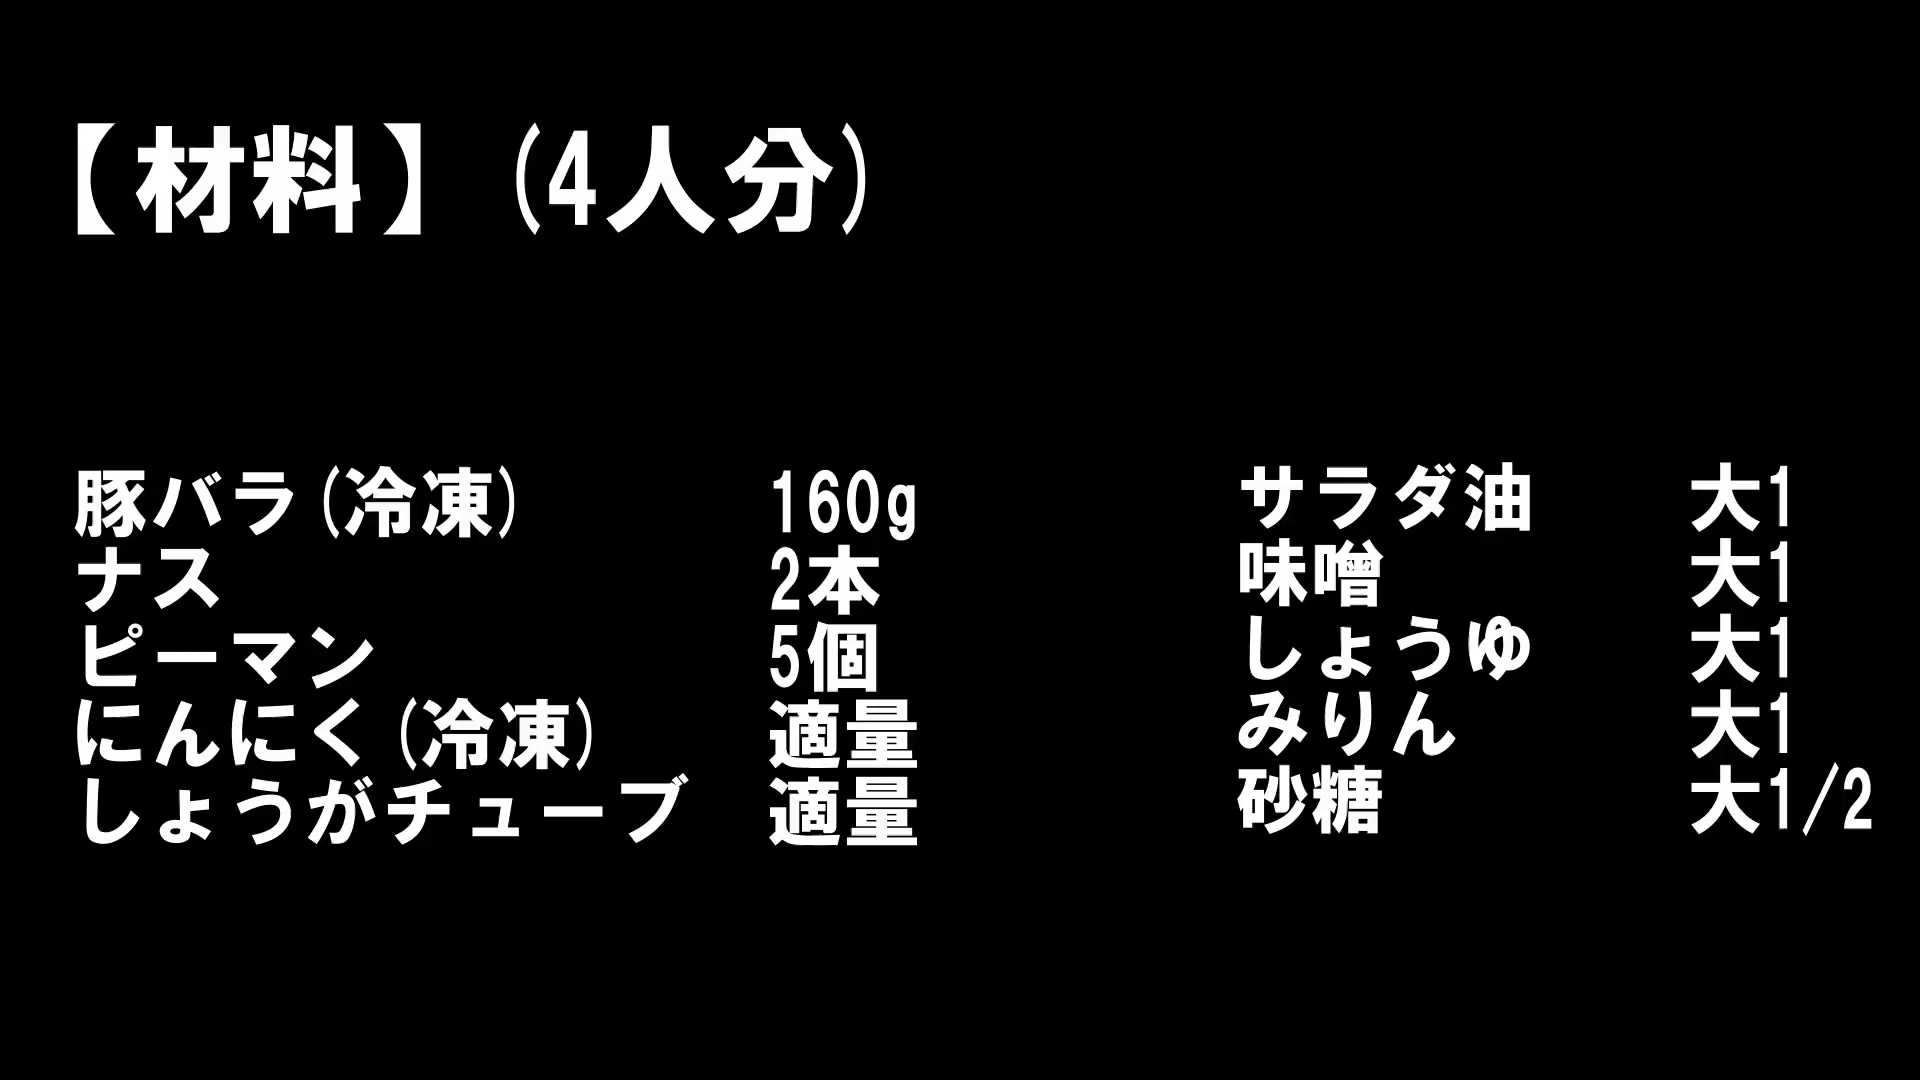 【材料】(4人分)
豚バラ(冷凍) 160g
ナス 2本
ピーマン 5個
にんにく(冷凍) 適量
しょうがチューブ 適量
サラダ油 大1
味噌 大1
しょうゆ 大1
みりん 大1
砂糖 大1/2